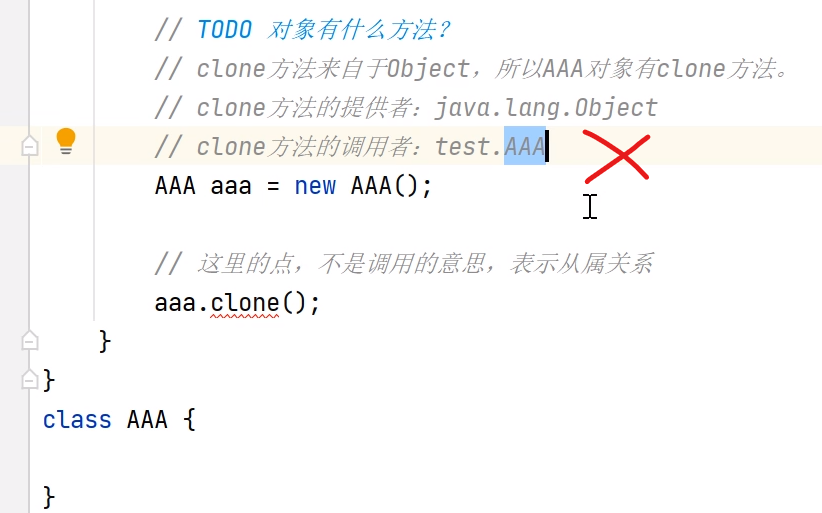 // TODO 对象有什么方法？
// clone方法来自于Object，所以AAA对象有clone方法。
// clone方法的提供者：java.lang.Object
// clone方法的调用者：test.AAA
AAA aaa = new AAA();
// 这里的点，不是调用的意思，表示从属关系
aaa.clone();
}
}
class AAA {
}